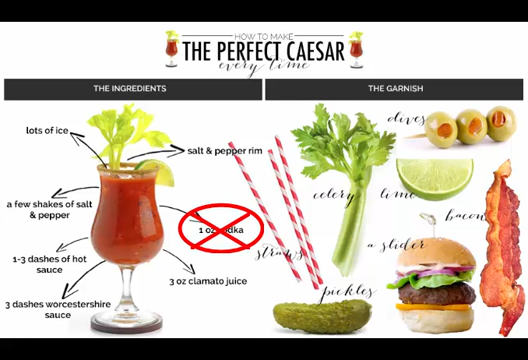 HOW TO MAKE
THE PERFECT CAESAR
every time
THE INGREDIENTS
THE GARNISH
lots of ice
salt & pepper rim
a few shakes of salt
& pepper
1 oz
1-3 dashes of hot
sauce
3 oz clamato juice
3 dashes worcestershire
sauce
olives
celery
lime
bacon
straws
a slider
pickles